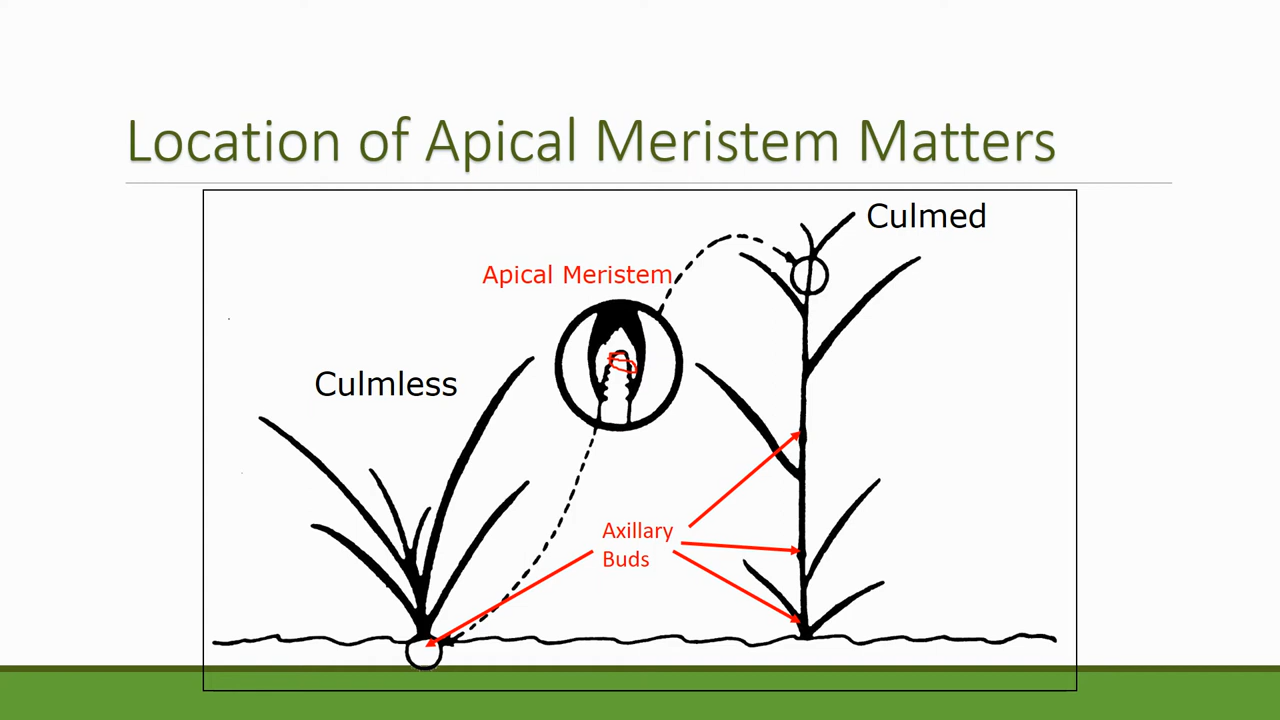 Location of Apical Meristem Matters
Culmed
Apical Meristem
Culmless
Axillary
Buds